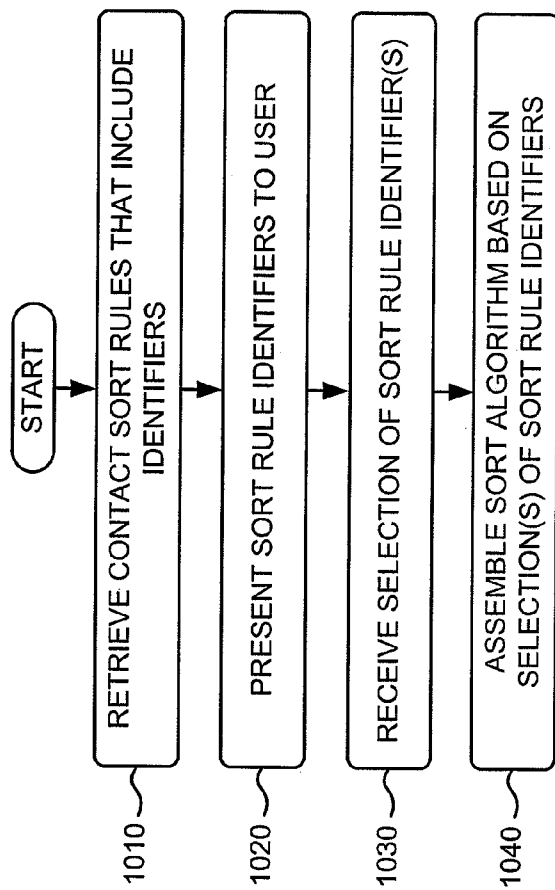 START
RETRIEVE CONTACT SORT RULES THAT INCLUDE
IDENTIFIERS
1010
PRESENT SORT RULE IDENTIFIERS TO USER
1020
RECEIVE SELECTION OF SORT RULE IDENTIFIER(S)
1030
ASSEMBLE SORT ALGORITHM BASED ON
SELECTION(S) OF SORT RULE IDENTIFIERS
1040